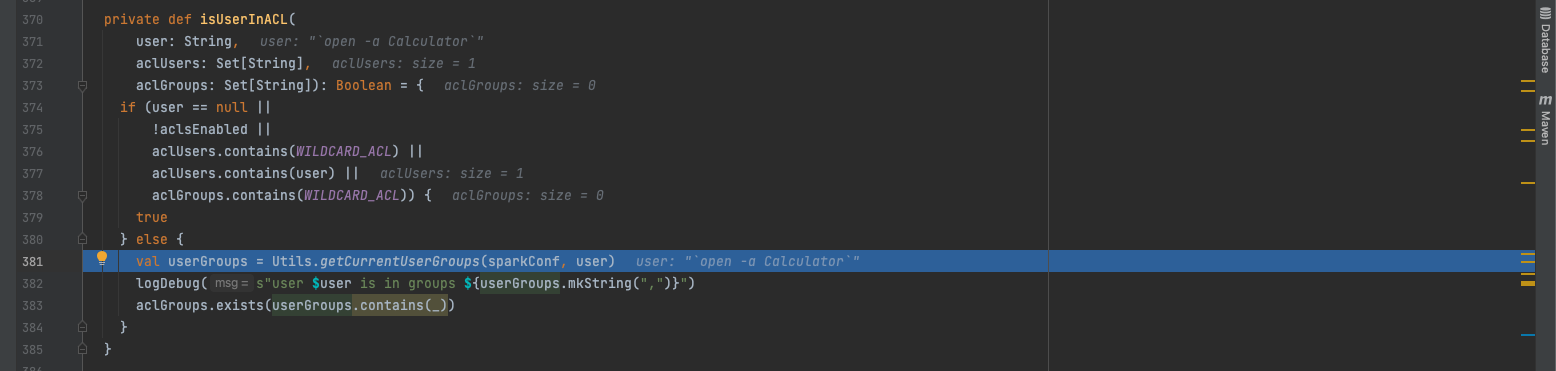 370 private def isUserInACL(
371 user: String, user: "`open -a Calculator`"
372 aclUsers: Set[String], aclUsers: size = 1
373 aclGroups: Set[String]): Boolean = { aclGroups: size = 0
374 if (user == null ||
375 !aclsEnabled ||
376 aclUsers.contains(WILDCARD_ACL) ||
377 aclUsers.contains(user) || aclUsers: size = 1
378 aclGroups.contains(WILDCARD_ACL)) { aclGroups: size = 0
379 true
380 } else {
381 val userGroups = Utils.getCurrentUserGroups(sparkConf, user) user: "`open -a Calculator`"
382 logDebug( msg = s"user $user is in groups ${userGroups.mkString(",")}")
383 aclGroups.exists(userGroups.contains(_))
384 }
385 }
Database
m Maven